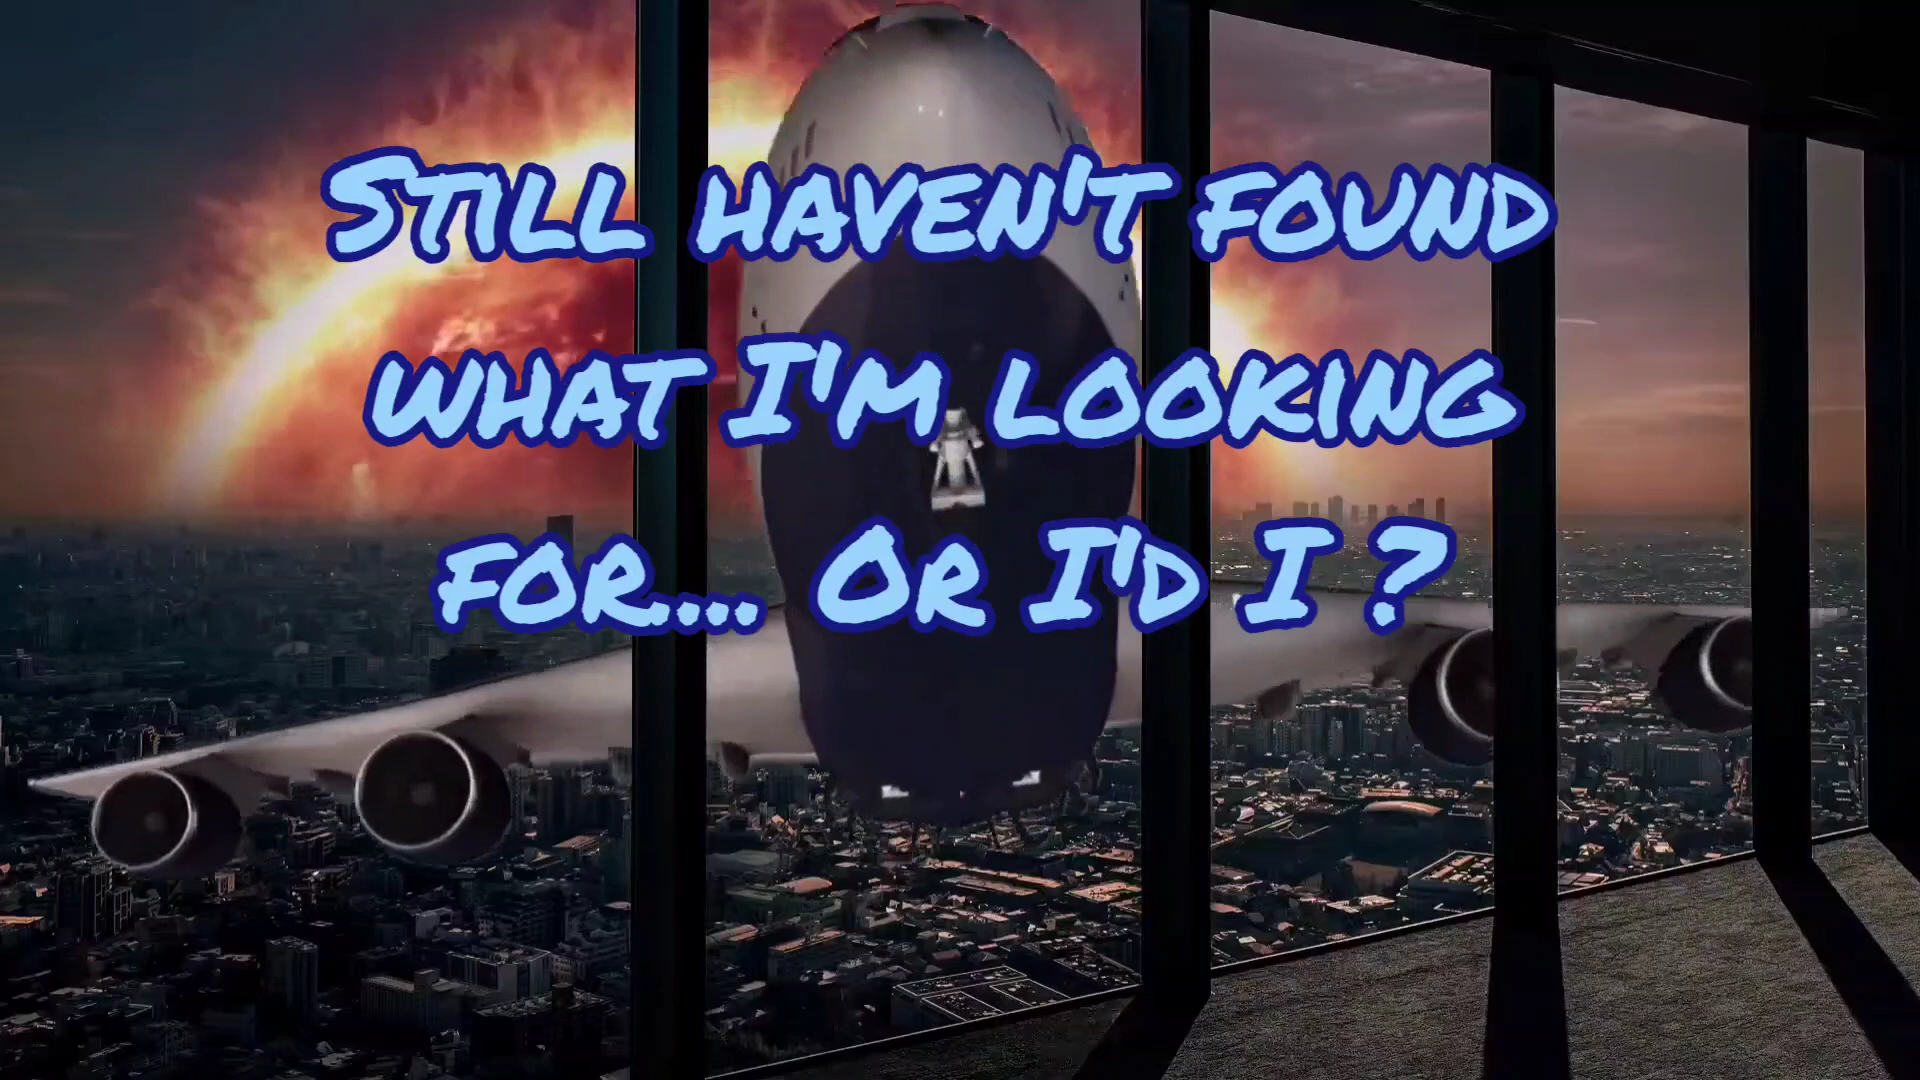 Still haven't found
what I'm looking
for.... Or I'd I ?